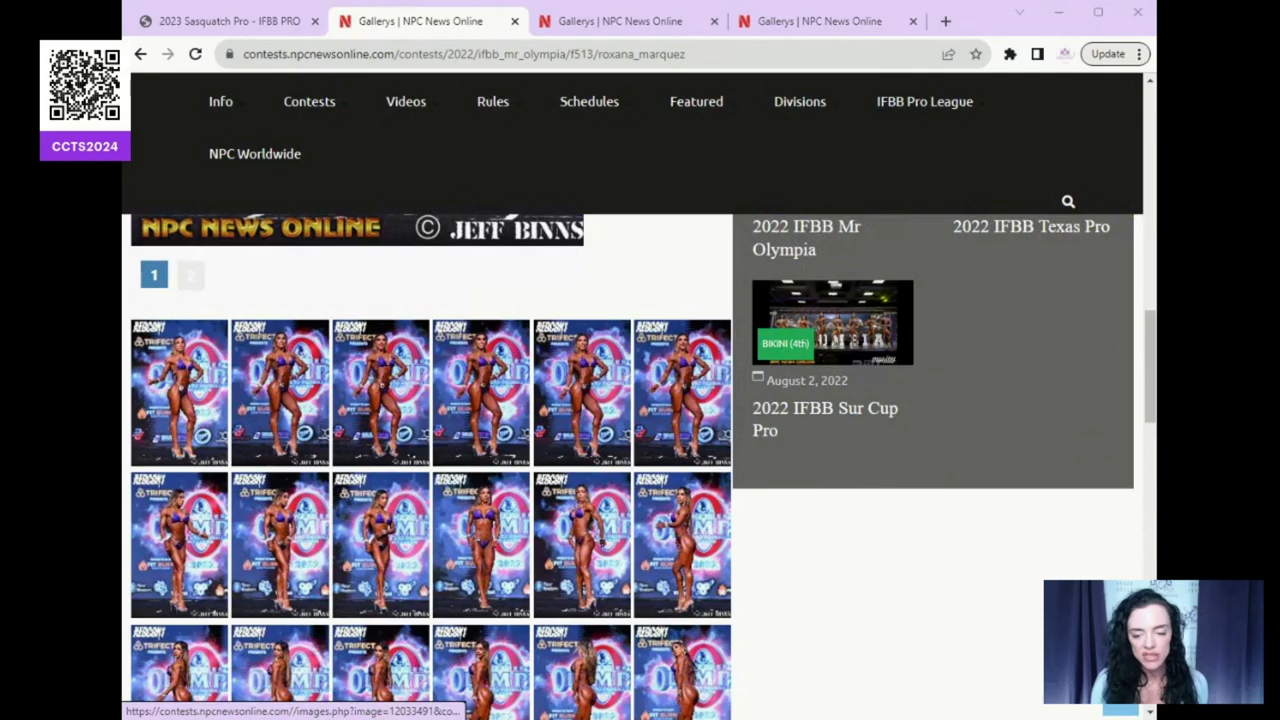 2023 Sasquatch Pro - IFBB PRO
Gallerys | NPC News Online
Gallerys | NPC News Online
Gallerys | NPC News Online
contests.npcnewsonline.com/contests/2022/ifbb_mr_olympia/f513/roxana_marquez
Update
CCTS2024
Info
Contests
Videos
Rules
Schedules
Featured
Divisions
IFBB Pro League
NPC Worldwide
NPC NEWS ONLINE © JEFF BINNS
1
2
2022 IFBB Mr
Olympia
2022 IFBB Texas Pro
BIKINI (4th)
August 2, 2022
2022 IFBB Sur Cup
Pro
https://contests.npcnewsonline.com//images.php?image=12033491&co...